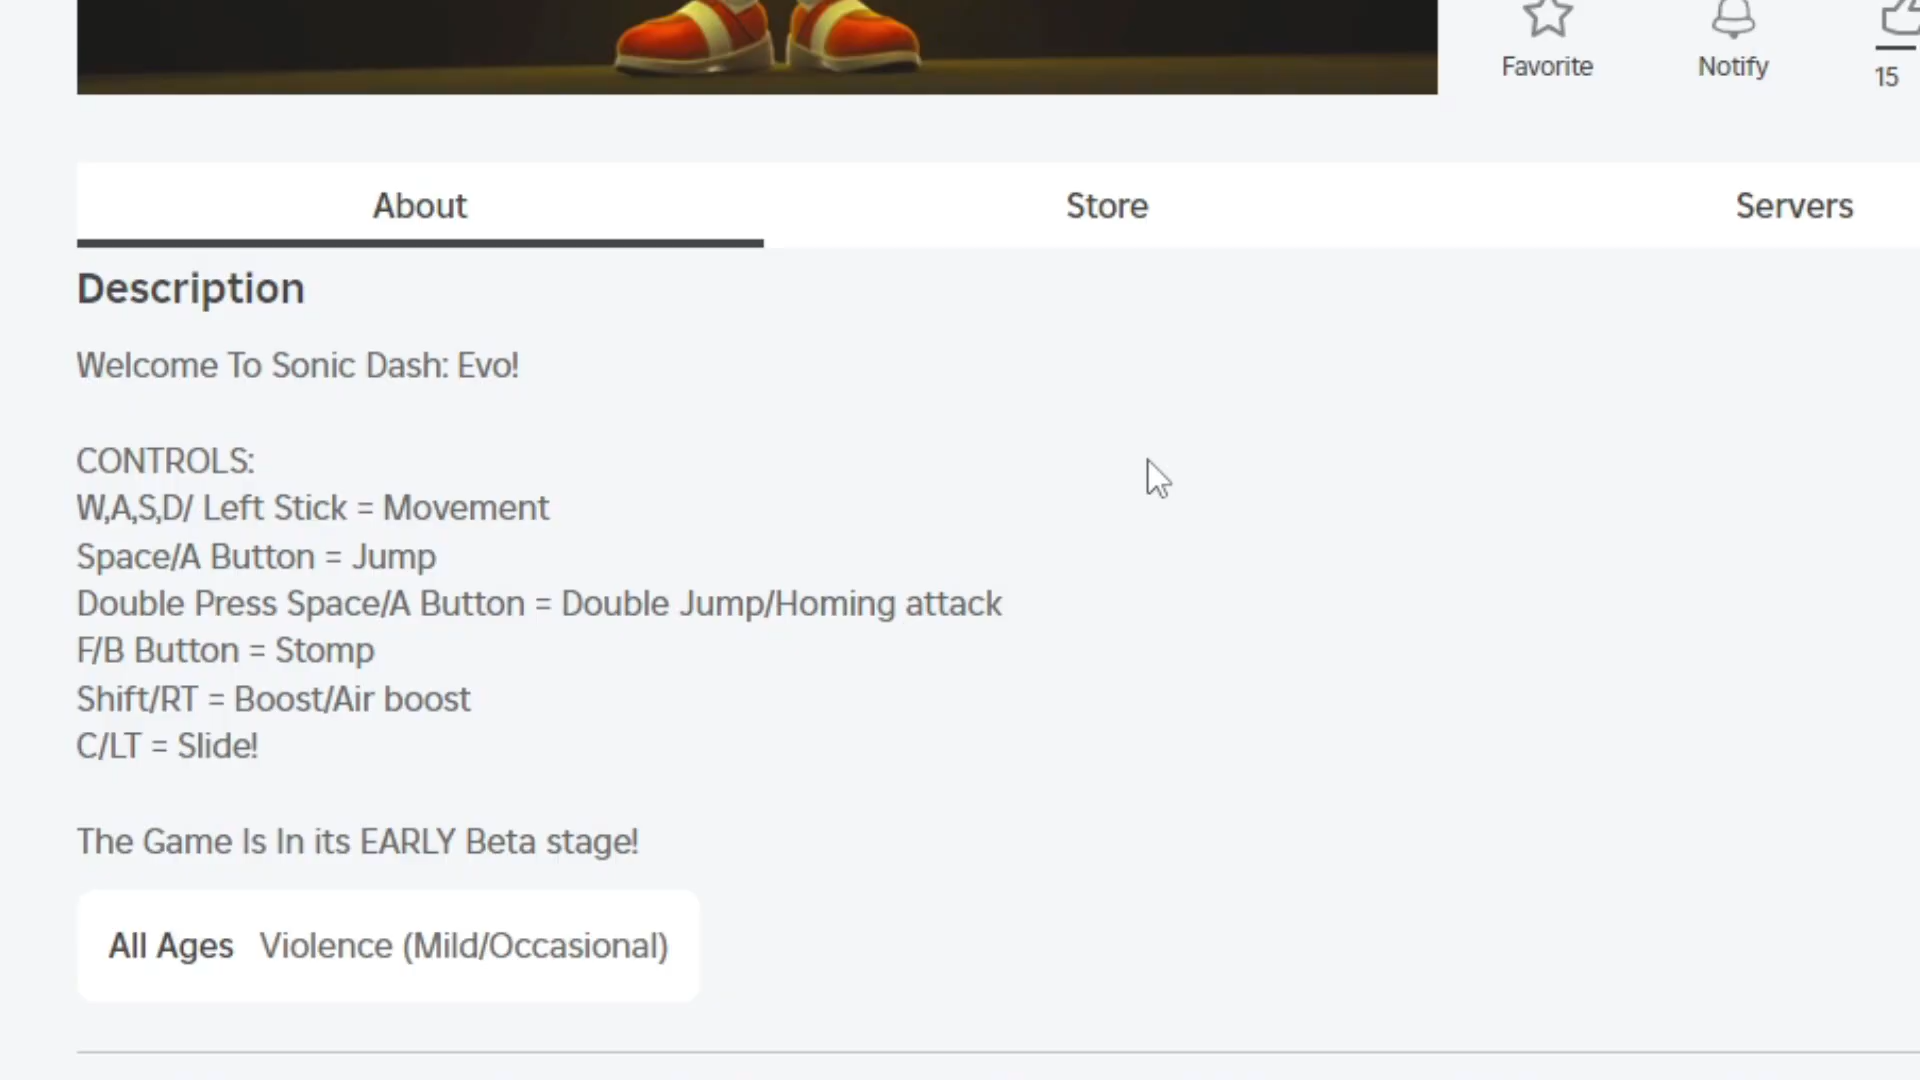 Favorite
Notify
15
About
Store
Servers
Description
Welcome To Sonic Dash: Evo!
CONTROLS:
W,A,S,D/ Left Stick = Movement
Space/A Button = Jump
Double Press Space/A Button = Double Jump/Homing attack
F/B Button = Stomp
Shift/RT = Boost/Air boost
C/LT = Slide!
The Game Is In its EARLY Beta stage!
All Ages Violence (Mild/Occasional)